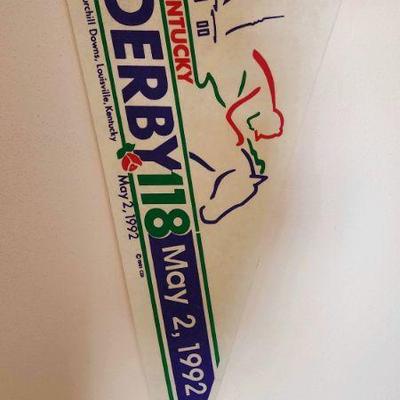 KENTUCKY
DERBY 118
Churchill Downs, Louisville, Kentucky
May 2, 1992
May 2, 1992